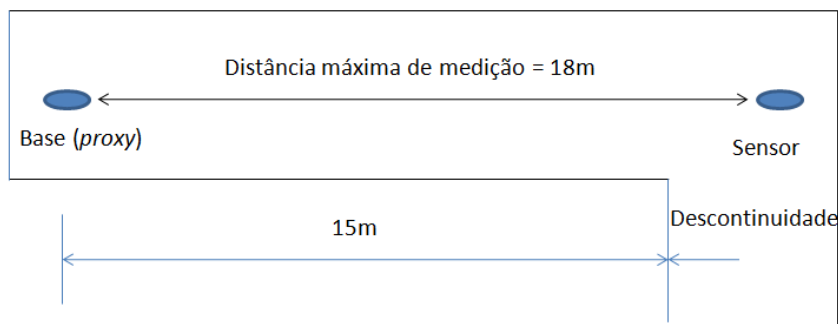 Distância máxima de medição = 18m
Base (proxy)
Sensor
15m
Descontinuidade